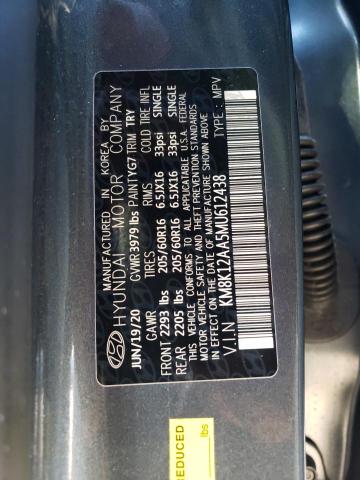 MANUFACTURED IN KOREA BY
HYUNDAI MOTOR COMPANY
JUN/19/20 GVWR 3979 lbs PAINT YG7 TRIM TRY
GAWR TIRES RIMS COLD TIRE INFL
FRONT 2293 lbs 205/60R16 6.5JX16 33psi SINGLE
REAR 2205 lbs 205/60R16 6.5JX16 33psi SINGLE
THIS VEHICLE CONFORMS TO ALL APPLICABLE U.S.A FEDERAL
MOTOR VEHICLE SAFETY AND THEFT PREVENTION STANDARDS
IN EFFECT ON THE DATE OF MANUFACTURE SHOWN ABOVE.
V.I.N : KM8K12AA5MU612438 TYPE : MPV
REDUCED
lbs